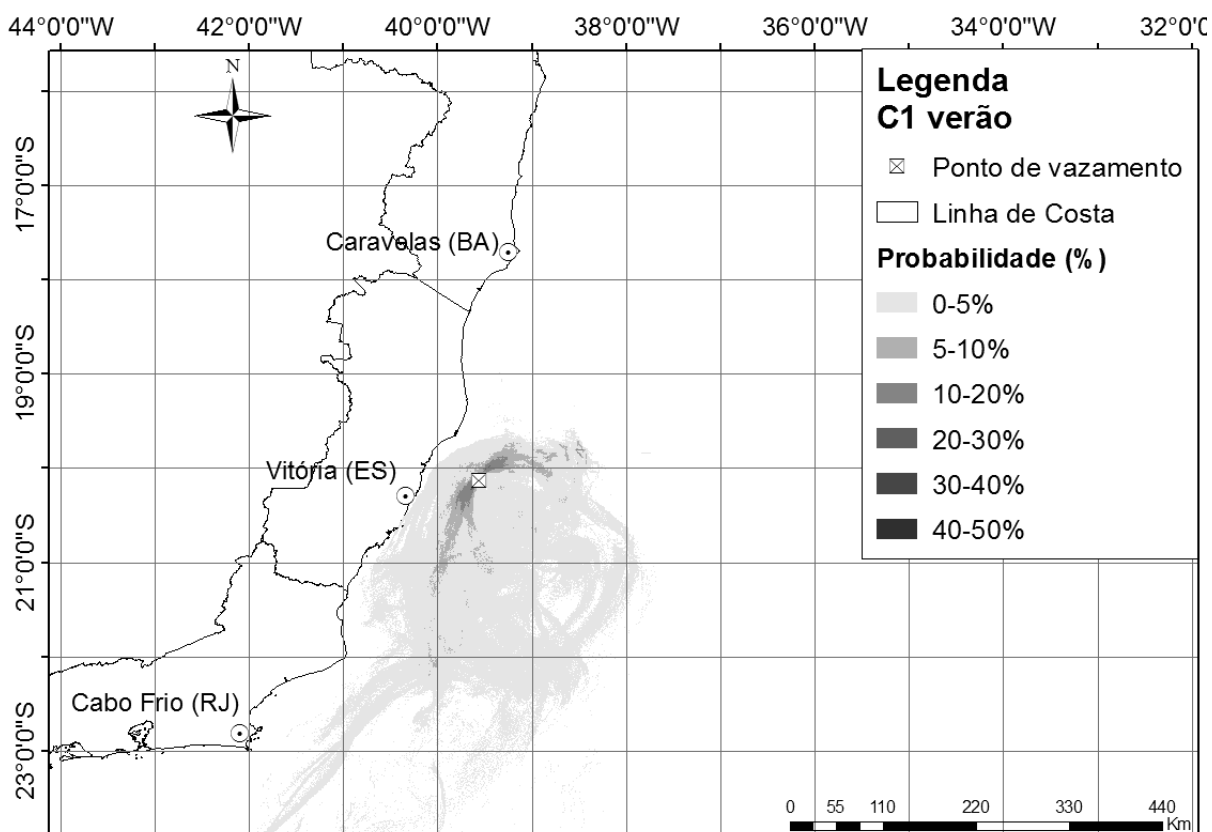 44°0'0"W 42°0'0"W 40°0'0"W 38°0'0"W 36°0'0"W 34°0'0"W 32°0'0
N
Legenda
C1 verão
Ponto de vazamento
Linha de Costa
Probabilidade (%)
0-5%
5-10%
10-20%
20-30%
30-40%
40-50%
17°0'0"S
19°0'0"S
21°0'0"S
23°0'0"S
Caravelas (BA)
Vitória (ES)
Cabo Frio (RJ)
0 55 110 220 330 440
Km